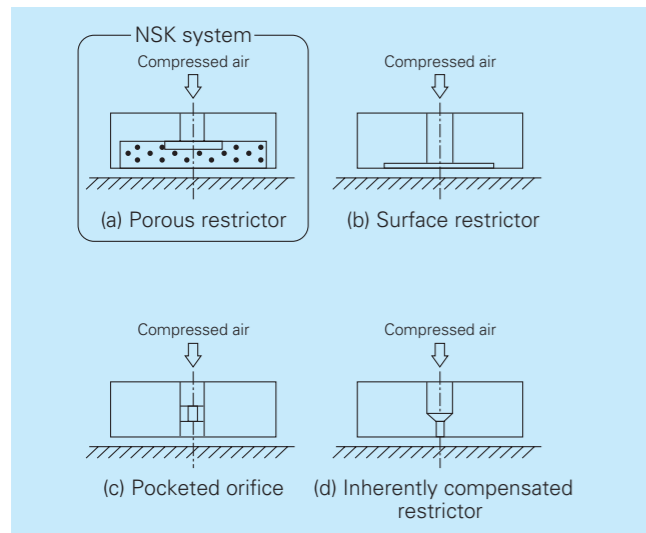 NSK system
Compressed air
Compressed air
(a) Porous restrictor
(b) Surface restrictor
Compressed air
Compressed air
(c) Pocketed orifice
(d) Inherently compensated
restrictor